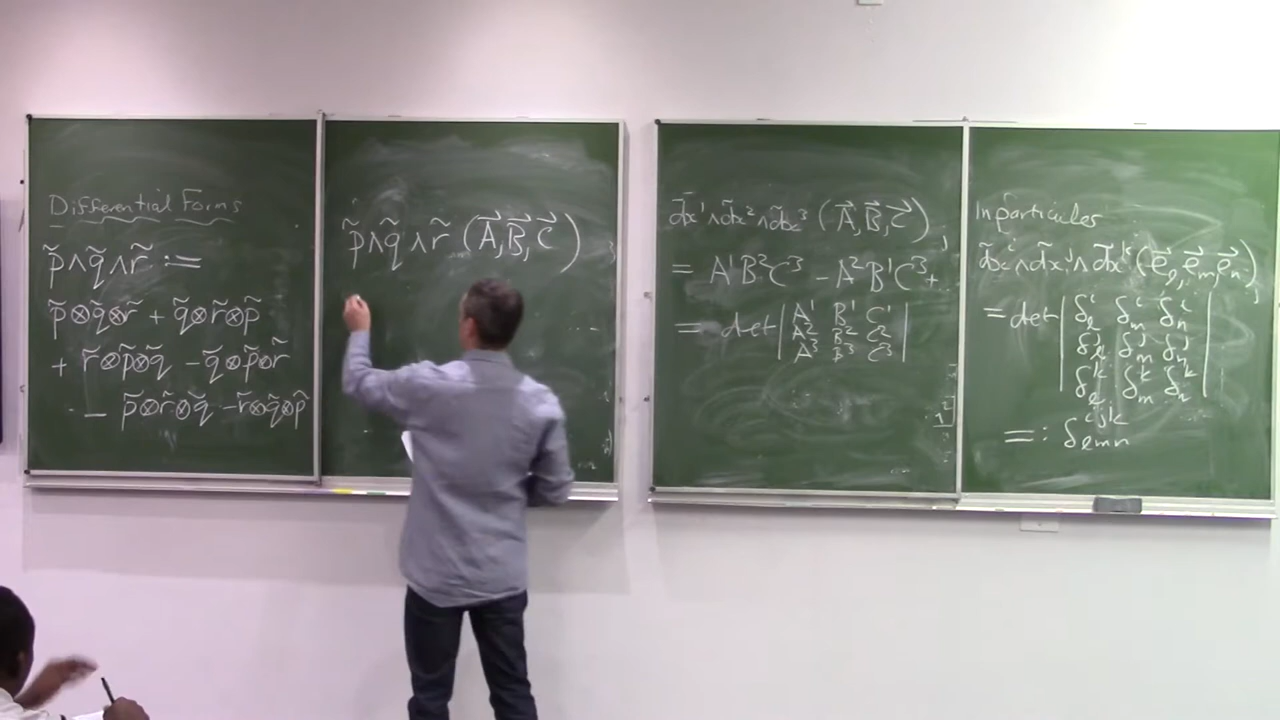 Differential Forms
p̃∧q̃∧r̃ :=
p̃⊗q̃⊗r̃ + q̃⊗r̃⊗p̃
+ r̃⊗p̃⊗q̃ - q̃⊗p̃⊗r̃
- p̃⊗r̃⊗q̃ - r̃⊗q̃⊗p̃
p̃∧q̃∧r̃ (A⃗,B⃗,C⃗)
d̃x¹∧d̃x²∧d̃x³ (A⃗,B⃗,C⃗)
= A¹B²C³ - A²B¹C³ + ..
= det | A¹ B¹ C¹ |
| A² B² C² |
| A³ B³ C³ |
In particular
d̃xⁱ∧d̃xʲ∧d̃xᵏ (e⃗ₗ, e⃗ₘ, e⃗ₙ)
= det | δⁱₗ δⁱₘ δⁱₙ |
| δʲₗ δʲₘ δʲₙ |
| δᵏₗ δᵏₘ δᵏₙ |
=: δⁱʲᵏₗₘₙ